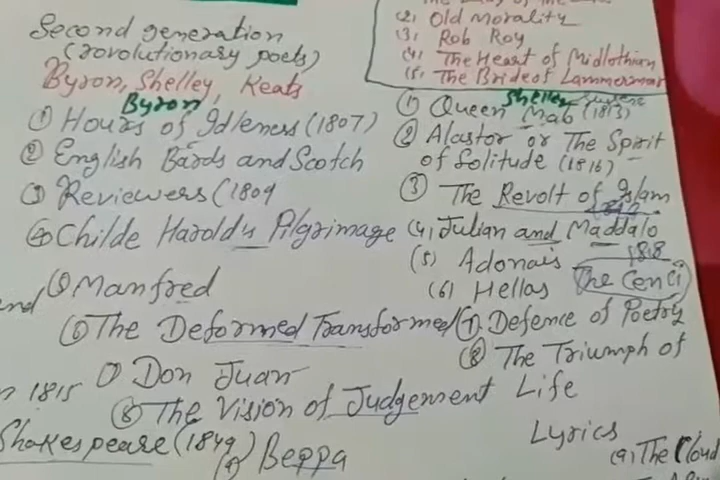 Second generation
(rovolutionary poets)
Byron, Shelley, Keats
Byron
(1) Hours of Idleness (1807)
(2) English Bards and Scotch
(3) Reviewers (1809
(4) Childe Harold's Pilgrimage
(5) Manfred
(6) The Deformed Transformed
() Don Juan
(8) The Vision of Judgement
(9) Beppa
n 1815
Shakespeare (1849)
(2) Old Morality
(3) Rob Roy
(4) The Heart of Midlothian
(5) The Bride of Lammermar
Shelley
(1) Queen Mab (1813)
(2) Alastor or The Spirit
of Solitude (1816)
(3) The Revolt of Islam
(4) Julian and Maddalo
1818
(5) Adonais
The Cenci
(6) Hellas
(7) Defence of Poetry
(8) The Triumph of
Life
Lyrics
(a) The Cloud